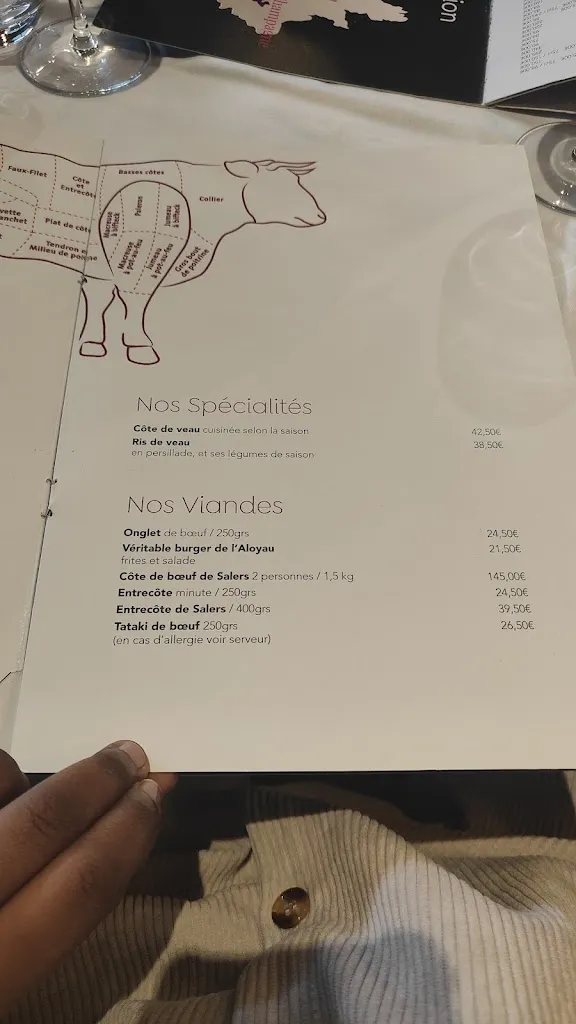 Faux-Filet
Côte
et
Entrecôte
Basses côtes
Collier
Macreuse
à bifteck
Paleron
Jumeau
à bifteck
Plat de côte
Macreuse
à pot-au-feu
Jumeau
à pot-au-feu
Gros bout
de poitrine
Tendron e
Milieu de po
Nos Spécialités
Côte de veau cuisinée selon la saison 42,50€
Ris de veau 38,50€
en persillade, et ses légumes de saison
Nos Viandes
Onglet de bœuf / 250grs 24,50€
Véritable burger de l'Aloyau 21,50€
frites et salade
Côte de bœuf de Salers 2 personnes / 1,5 kg 145,00€
Entrecôte minute / 250grs 24,50€
Entrecôte de Salers / 400grs 39,50€
Tataki de bœuf 250grs 26,50€
(en cas d'allergie voir serveur)